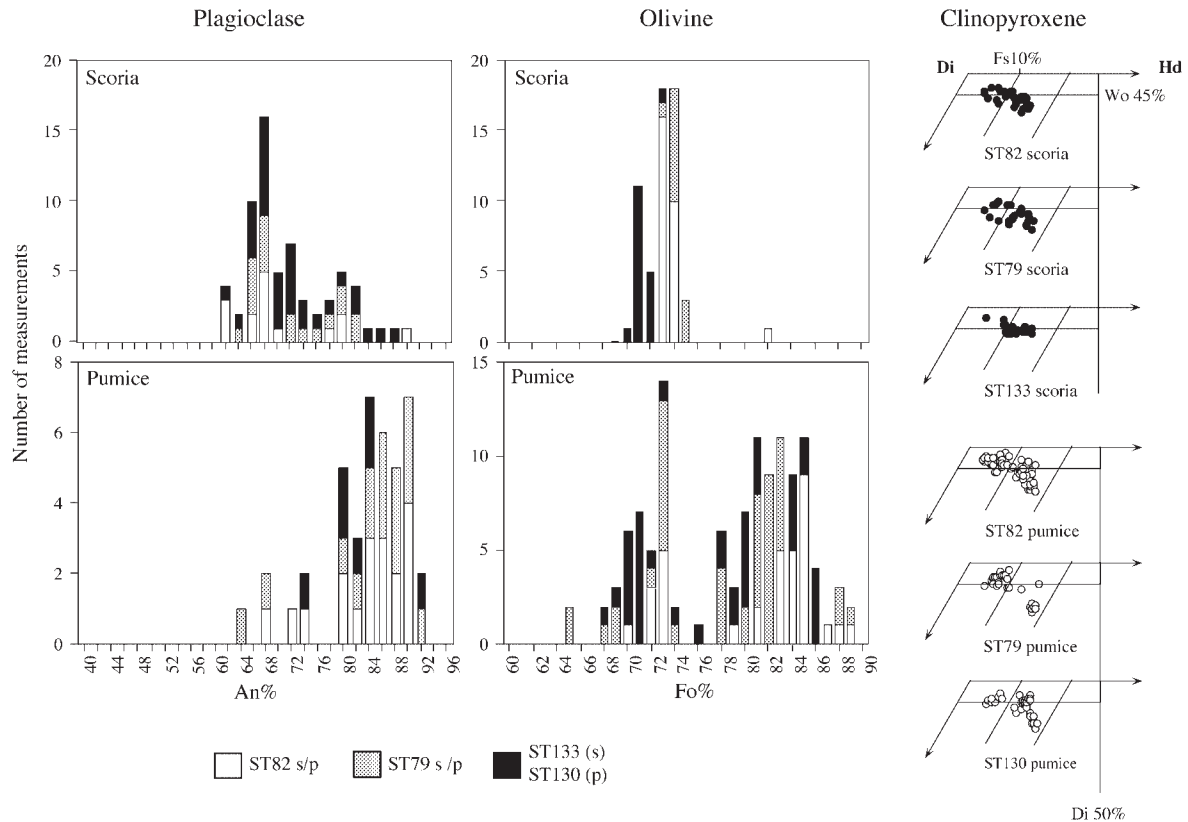 Plagioclase
Olivine
Clinopyroxene
Number of measurements
20
15
10
5
0
Scoria
8
6
4
2
0
Pumice
40 44 48 52 56 60 64 68 72 74 80 84 88 92 96
An%
20
15
10
5
0
Scoria
15
10
5
0
Pumice
60 62 64 66 68 70 72 74 76 78 80 82 84 86 88 90
Fo%
Di
Fs10%
Hd
Wo 45%
ST82 scoria
ST79 scoria
ST133 scoria
ST82 pumice
ST79 pumice
ST130 pumice
Di 50%
ST82 s/p
ST79 s /p
ST133 (s)
ST130 (p)